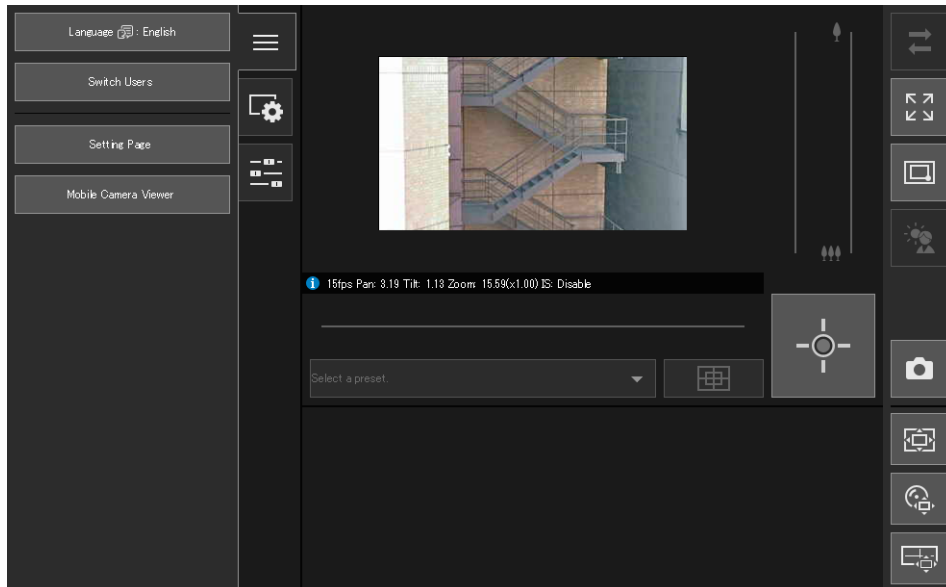 Language : English
Switch Users
Setting Page
Mobile Camera Viewer
15fps Pan: 3.19 Tilt: 1.13 Zoom: 15.59(x1.00) IS: Disable
Select a preset.